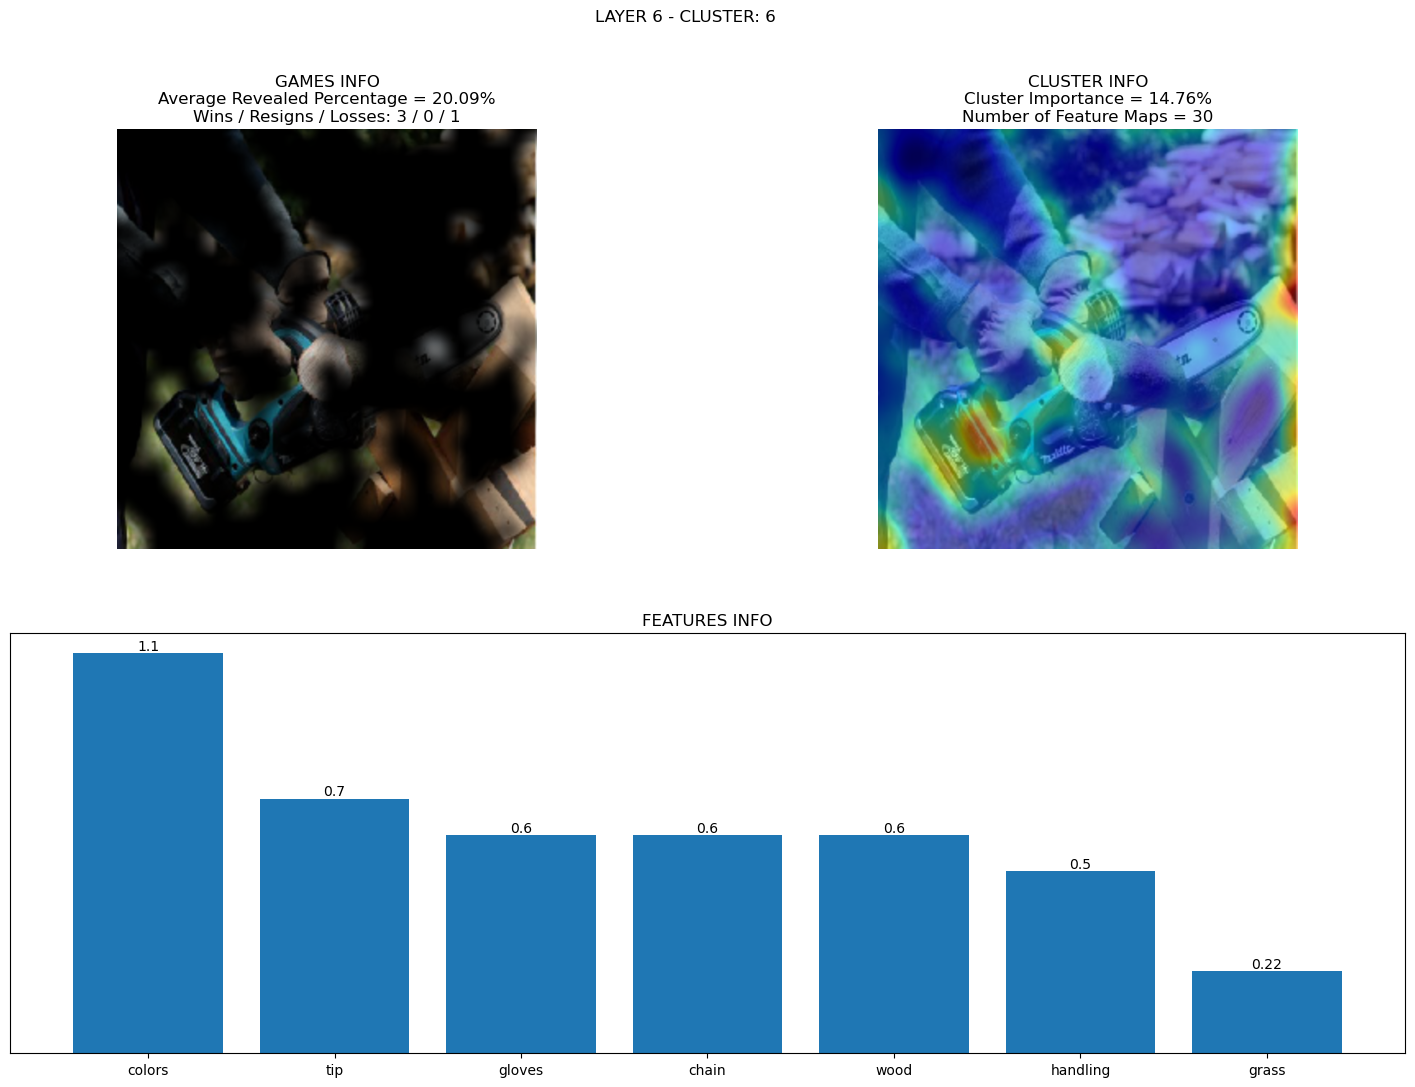 LAYER 6 - CLUSTER: 6
GAMES INFO
Average Revealed Percentage = 20.09%
Wins / Resigns / Losses: 3 / 0 / 1
CLUSTER INFO
Cluster Importance = 14.76%
Number of Feature Maps = 30
FEATURES INFO
1.1
0.7
0.6
0.6
0.6
0.5
0.22
colors
tip
gloves
chain
wood
handling
grass